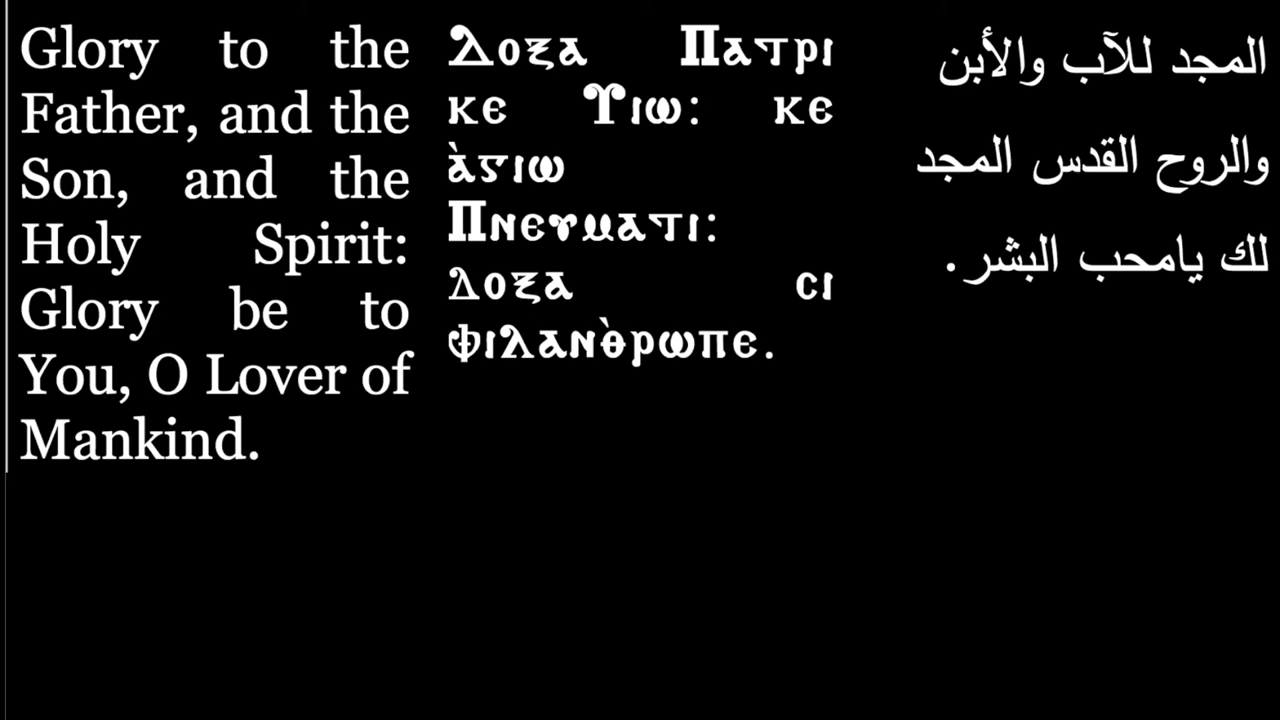 Glory to the
Father, and the
Son, and the
Holy Spirit:
Glory be to
You, O Lover of
Mankind.
Ⲇⲟⲝⲁ Ⲡⲁⲧⲣⲓ
ⲕⲉ Ⲩⲓⲱ: ⲕⲉ
ⲁ̀ⲅⲓⲱ
Ⲡⲛⲉⲩⲙⲁⲧⲓ:
ⲇⲟⲝⲁ ⲥⲓ
ⲫⲓⲗⲁⲛⲑ̀ⲣⲱⲡⲉ.
المجد للآب والأبن
والروح القدس المجد
لك يامحب البشر.